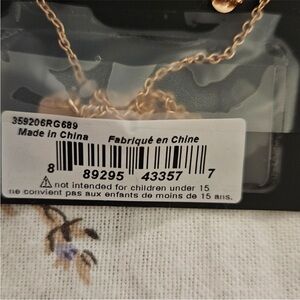 359206RG689
Made in China Fabriqué en Chine
8 89295 43357 7
⚠ not intended for children under 15
ne convient pas aux enfants de moins de 15 ans.